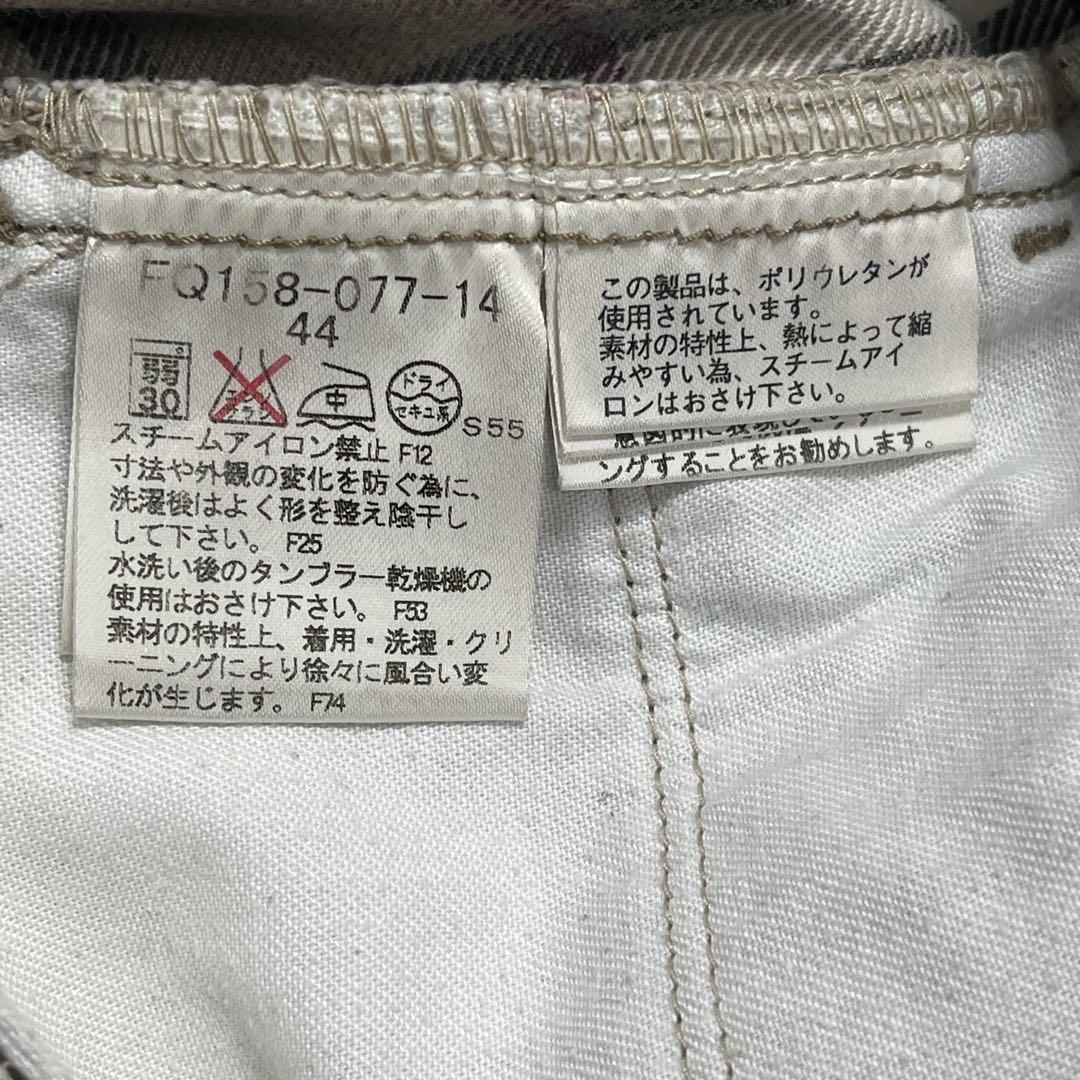 FQ158-077-14
44
弱 30 エンソ サラシ 中 ドライ セキユ系 S55
スチームアイロン禁止 F12
寸法や外観の変化を防ぐ為に、
洗濯後はよく形を整え陰干し
して下さい。 F25
水洗い後のタンブラー乾燥機の
使用はおさけ下さい。 F53
素材の特性上、着用・洗濯・クリ
ーニングにより徐々に風合い変
化が生じます。 F74
この製品は、ポリウレタンが
使用されています。
素材の特性上、熱によって縮
みやすい為、スチームアイ
ロンはおさけ下さい。
ングすることをお勧めします。